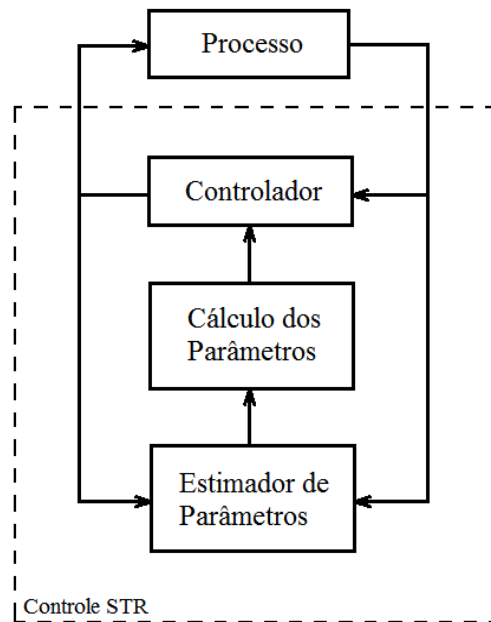 Processo
Controlador
Cálculo dos
Parâmetros
Estimador de
Parâmetros
Controle STR